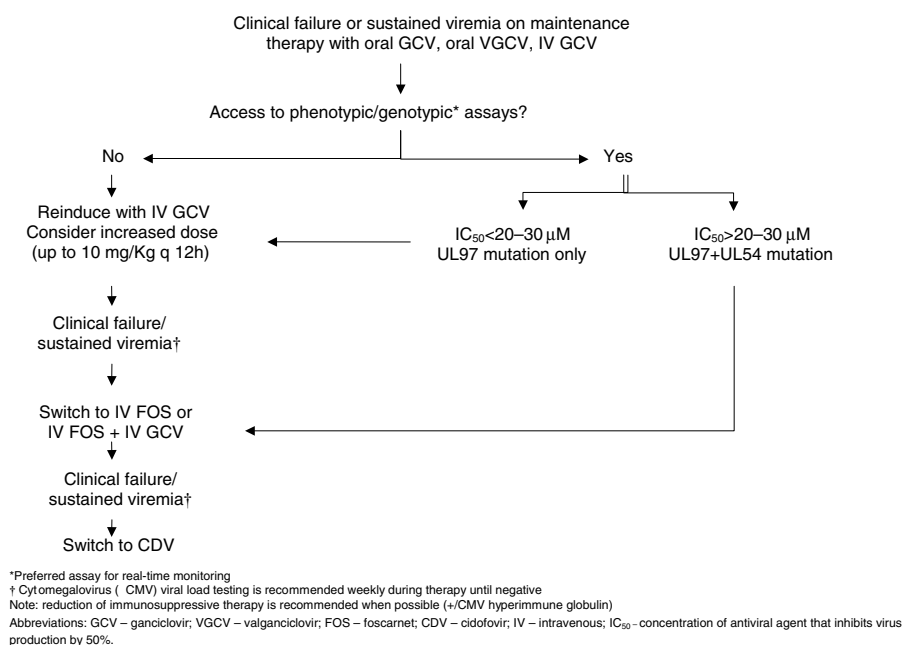 Clinical failure or sustained viremia on maintenance
therapy with oral GCV, oral VGCV, IV GCV
Access to phenotypic/genotypic* assays?
No
Yes
Reinduce with IV GCV
Consider increased dose
(up to 10 mg/Kg q 12h)
IC50<20–30 µM
UL97 mutation only
IC50>20–30 µM
UL97+UL54 mutation
Clinical failure/
sustained viremia†
Switch to IV FOS or
IV FOS + IV GCV
Clinical failure/
sustained viremia†
Switch to CDV
*Preferred assay for real-time monitoring
† Cytomegalovirus ( CMV) viral load testing is recommended weekly during therapy until negative
Note: reduction of immunosuppressive therapy is recommended when possible (+/CMV hyperimmune globulin)
Abbreviations: GCV – ganciclovir; VGCV – valganciclovir; FOS – foscarnet; CDV – cidofovir; IV – intravenous; IC50 – concentration of antiviral agent that inhibits virus
production by 50%.